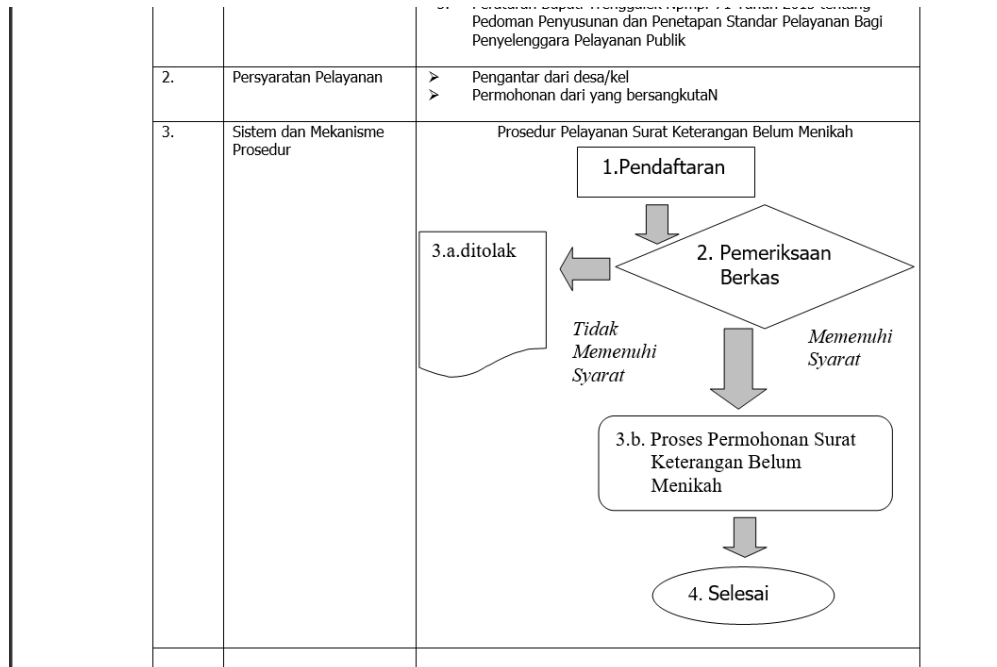 Pedoman Penyusunan dan Penetapan Standar Pelayanan Bagi
Penyelenggara Pelayanan Publik
2. Persyaratan Pelayanan
➢ Pengantar dari desa/kel
➢ Permohonan dari yang bersangkutaN
3. Sistem dan Mekanisme
Prosedur
Prosedur Pelayanan Surat Keterangan Belum Menikah
1.Pendaftaran
2. Pemeriksaan
Berkas
3.a.ditolak
Tidak
Memenuhi
Syarat
Memenuhi
Syarat
3.b. Proses Permohonan Surat
Keterangan Belum
Menikah
4. Selesai